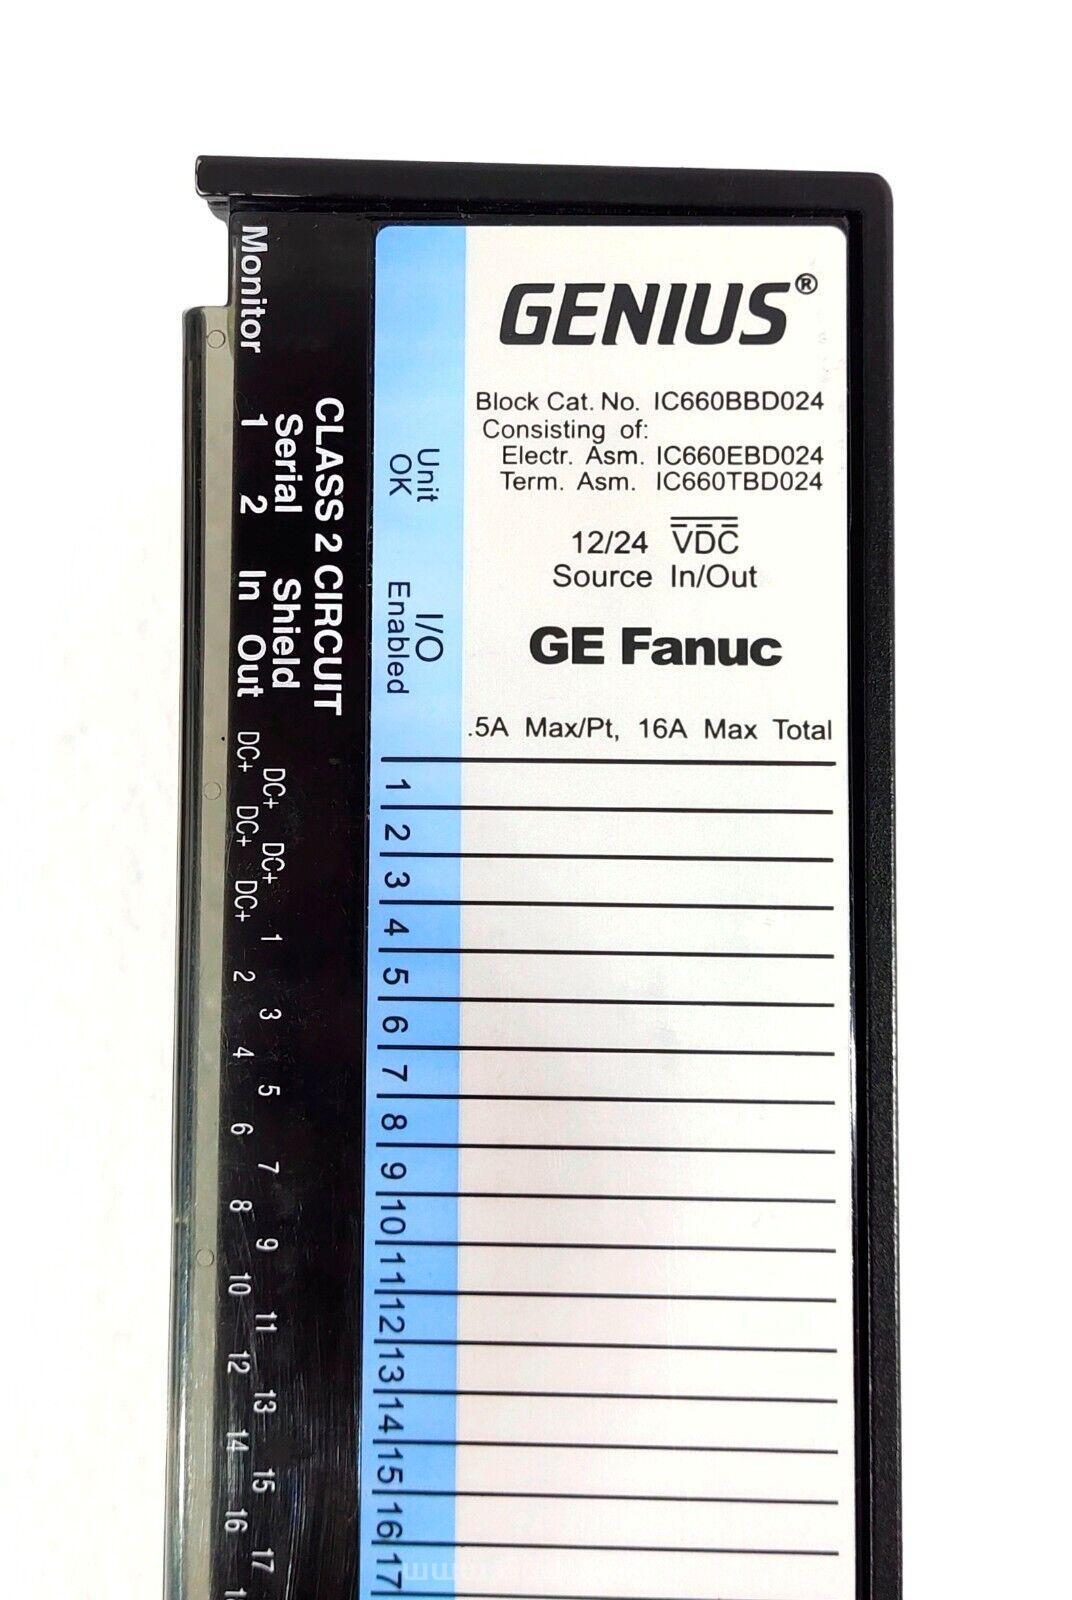 GENIUS®
Block Cat. No. IC660BBD024
Consisting of:
Electr. Asm. IC660EBD024
Term. Asm. IC660TBD024
12/24 VDC
Source In/Out
GE Fanuc
.5A Max/Pt, 16A Max Total
Unit
OK
I/O
Enabled
1
2
3
4
5
6
7
8
9
10
11
12
13
14
15
16
17
CLASS 2 CIRCUIT
Serial Shield
Monitor 1 2 In Out
DC+ DC+ 1 3 5 7 9 11 13 15 17
DC+ DC+ DC+ 2 4 6 8 10 12 14 16